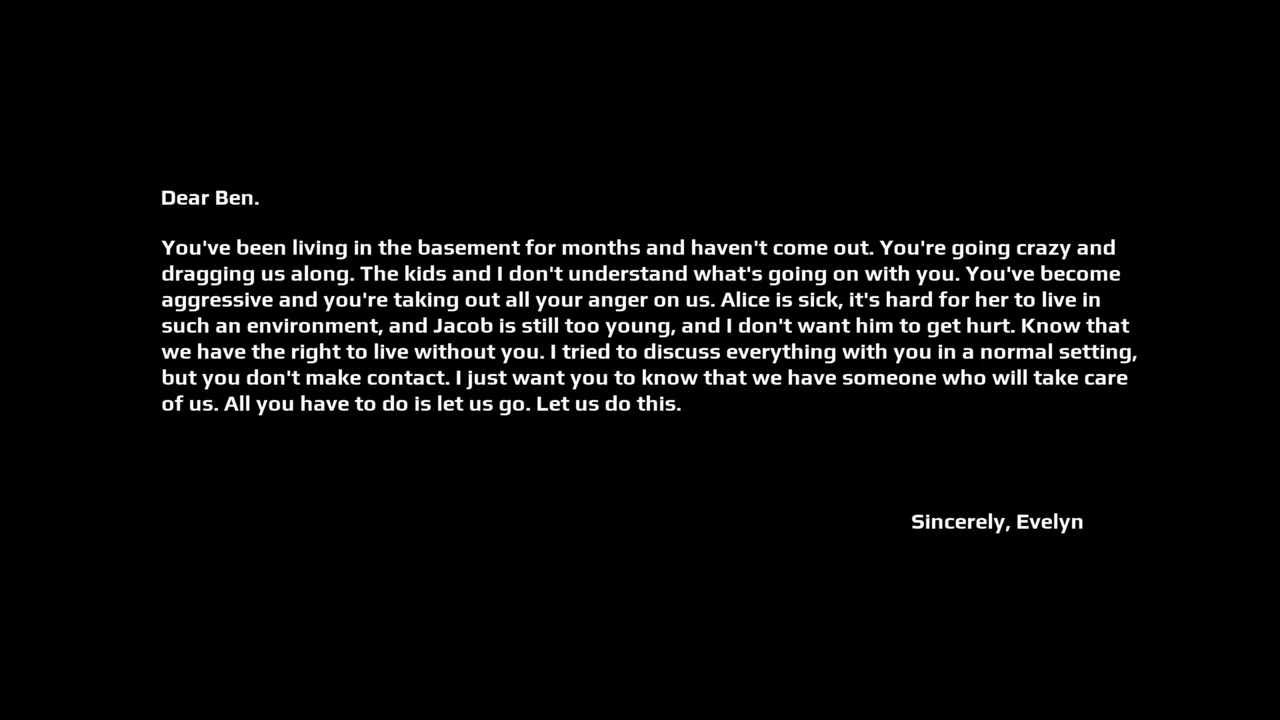 Dear Ben.
You've been living in the basement for months and haven't come out. You're going crazy and
dragging us along. The kids and I don't understand what's going on with you. You've become
aggressive and you're taking out all your anger on us. Alice is sick, it's hard for her to live in
such an environment, and Jacob is still too young, and I don't want him to get hurt. Know that
we have the right to live without you. I tried to discuss everything with you in a normal setting,
but you don't make contact. I just want you to know that we have someone who will take care
of us. All you have to do is let us go. Let us do this.
Sincerely, Evelyn